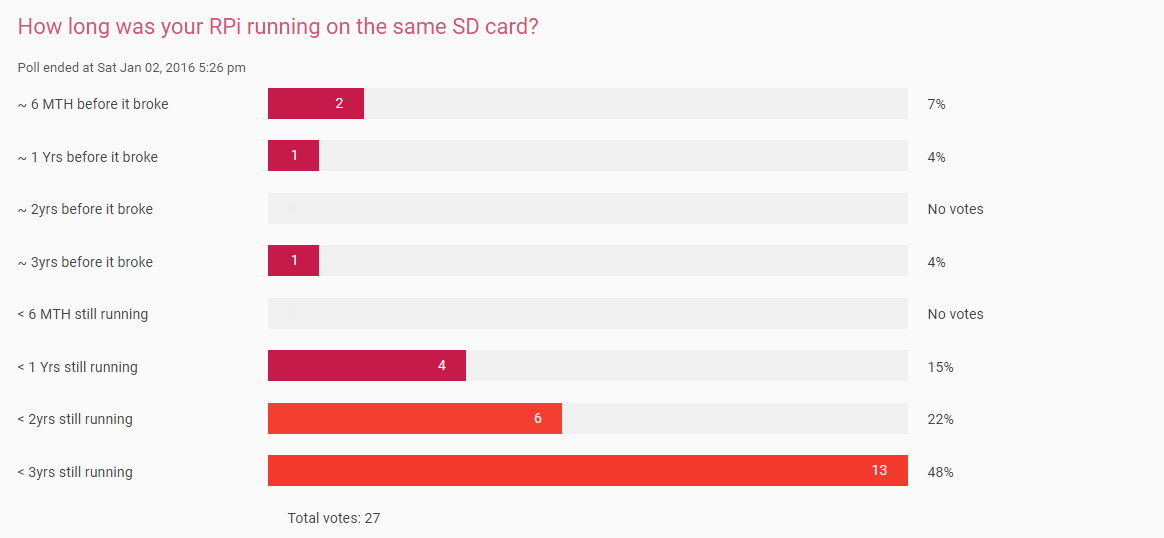 How long was your RPi running on the same SD card?
Poll ended at Sat Jan 02, 2016 5:26 pm
~ 6 MTH before it broke 2 7%
~ 1 Yrs before it broke 1 4%
~ 2yrs before it broke No votes
~ 3yrs before it broke 1 4%
< 6 MTH still running No votes
< 1 Yrs still running 4 15%
< 2yrs still running 6 22%
< 3yrs still running 13 48%
Total votes: 27